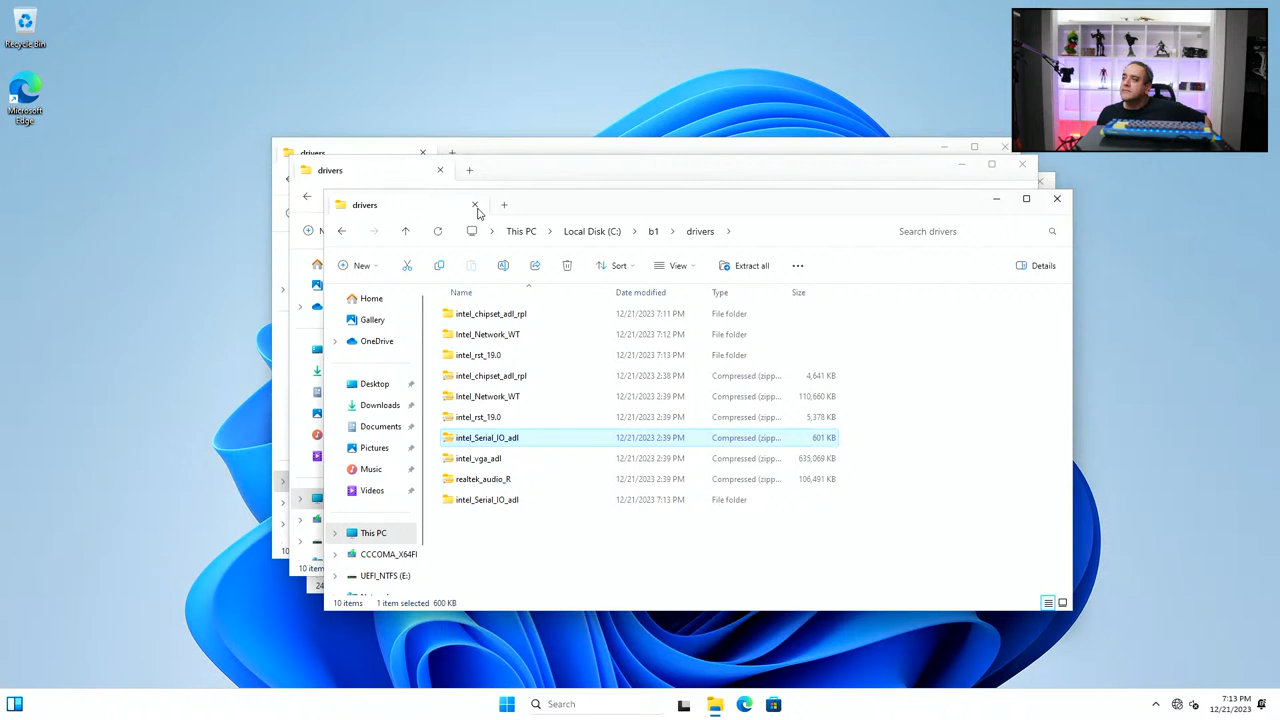 Recycle Bin
Microsoft
Edge
drivers
drivers
drivers
This PC
Local Disk (C:)
b1
drivers
Search drivers
New
Sort
View
Extract all
Details
Name
Date modified
Type
Size
Home
Gallery
OneDrive
Desktop
Downloads
Documents
Pictures
Music
Videos
This PC
CCCOMA_X64FI
UEFI_NTFS (E:)
intel_chipset_adl_rpl 12/21/2023 7:11 PM File folder
Intel_Network_WT 12/21/2023 7:12 PM File folder
intel_rst_19.0 12/21/2023 7:13 PM File folder
intel_chipset_adl_rpl 12/21/2023 2:38 PM Compressed (zipp... 4,641 KB
Intel_Network_WT 12/21/2023 2:39 PM Compressed (zipp... 110,660 KB
intel_rst_19.0 12/21/2023 2:39 PM Compressed (zipp... 5,378 KB
intel_Serial_IO_adl 12/21/2023 2:39 PM Compressed (zipp... 601 KB
intel_vga_adl 12/21/2023 2:39 PM Compressed (zipp... 635,069 KB
realtek_audio_R 12/21/2023 2:39 PM Compressed (zipp... 106,491 KB
intel_Serial_IO_adl 12/21/2023 7:13 PM File folder
10
10 item
24
10 items 1 item selected 600 KB
Search
7:13 PM
12/21/2023